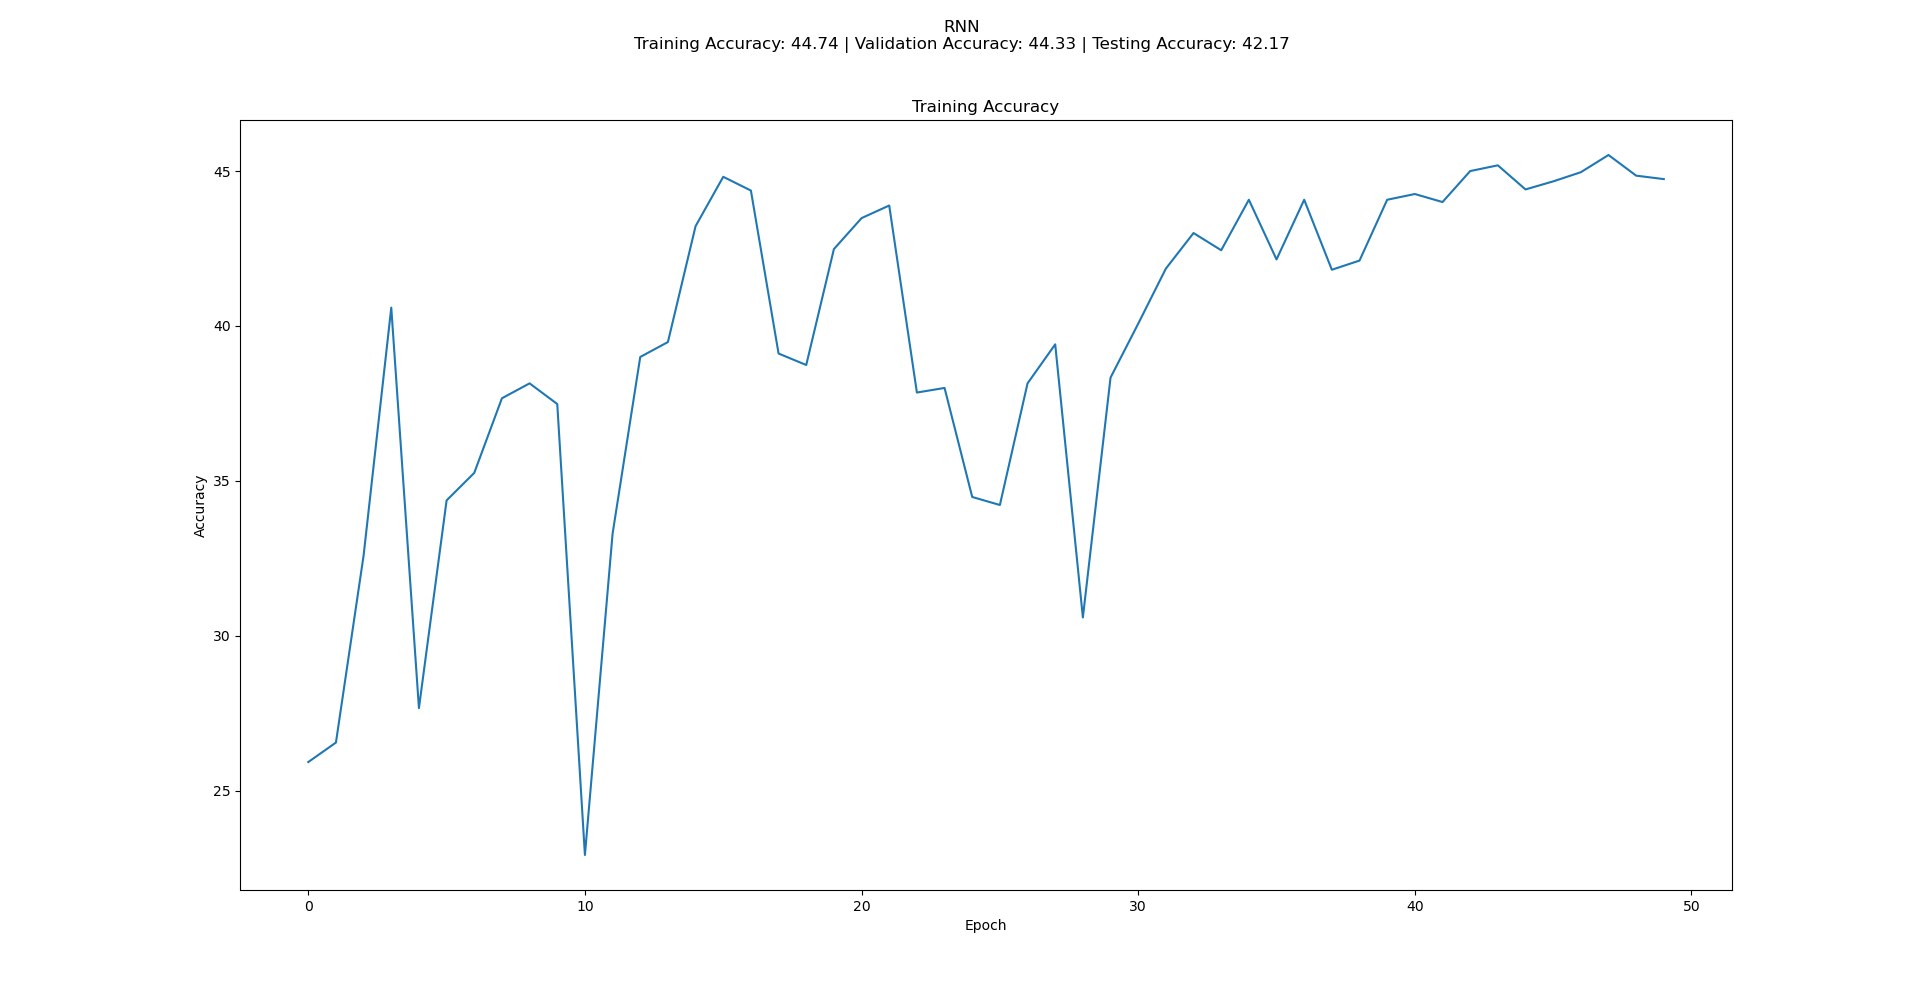 RNN
Training Accuracy: 44.74 | Validation Accuracy: 44.33 | Testing Accuracy: 42.17
Training Accuracy
45
40
35
30
25
Accuracy
0 10 20 30 40 50
Epoch